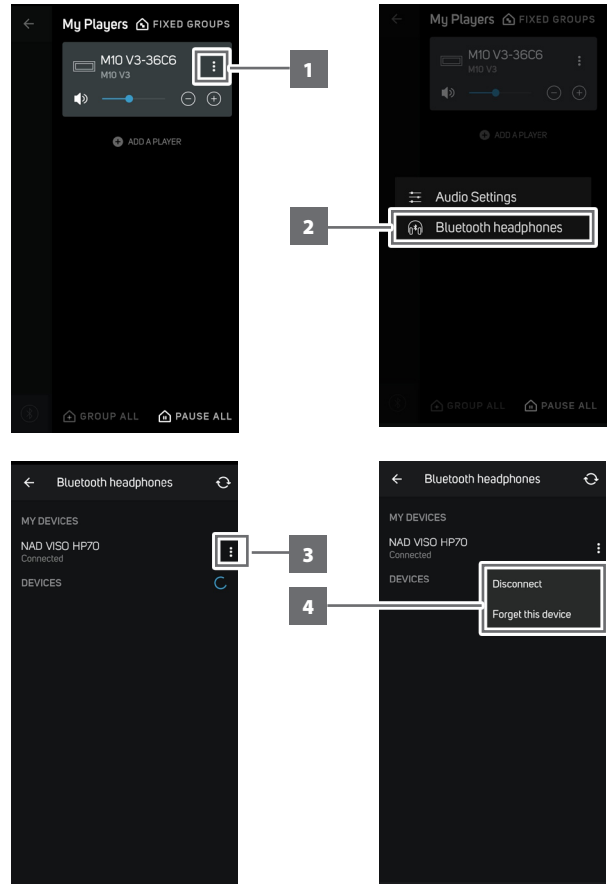 My Players FIXED GROUPS
M10 V3-36C6
M10 V3
ADD A PLAYER
GROUP ALL PAUSE ALL
1
My Players FIXED GROUPS
M10 V3-36C6
M10 V3
ADD A PLAYER
Audio Settings
Bluetooth headphones
GROUP ALL PAUSE ALL
2
Bluetooth headphones
MY DEVICES
NAD VISO HP70
Connected
DEVICES
3
Bluetooth headphones
MY DEVICES
NAD VISO HP70
Connected
DEVICES
Disconnect
Forget this device
4